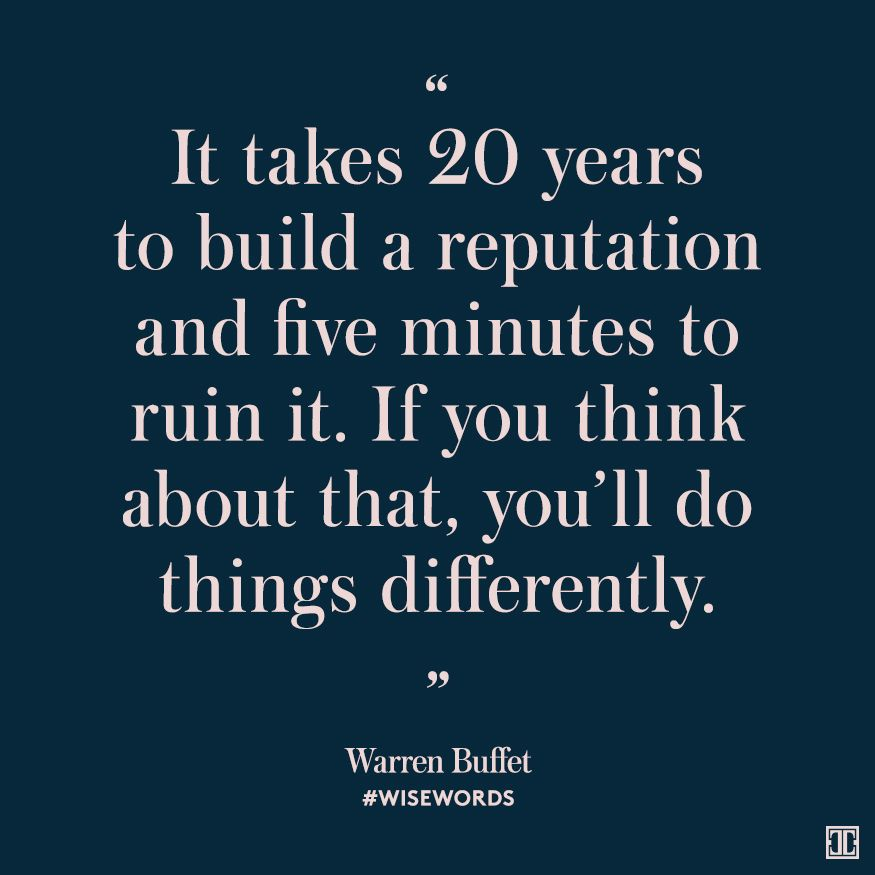 “
It takes 20 years
to build a reputation
and five minutes to
ruin it. If you think
about that, you’ll do
things differently.
”
Warren Buffet
#WISEWORDS